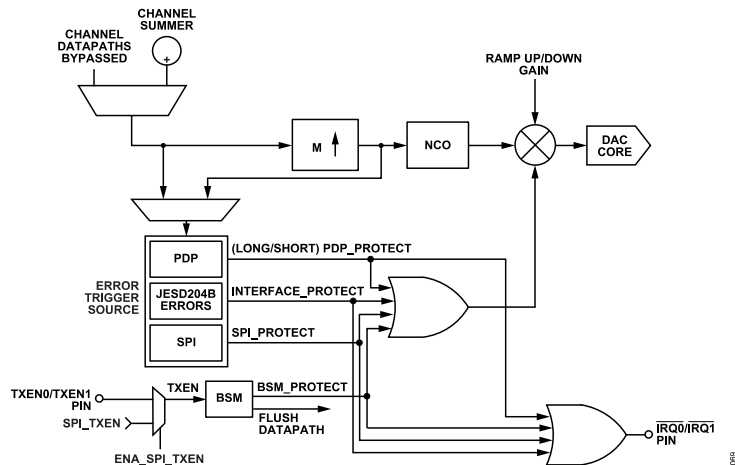 CHANNEL
DATAPATHS
BYPASSED
CHANNEL
SUMMER
+
RAMP UP/DOWN
GAIN
M
NCO
DAC
CORE
ERROR
TRIGGER
SOURCE
PDP
(LONG/SHORT) PDP_PROTECT
JESD204B
ERRORS
INTERFACE_PROTECT
SPI
SPI_PROTECT
TXEN0/TXEN1
PIN
SPI_TXEN
ENA_SPI_TXEN
TXEN
BSM
BSM_PROTECT
FLUSH
DATAPATH
IRQ0/IRQ1
PIN
069